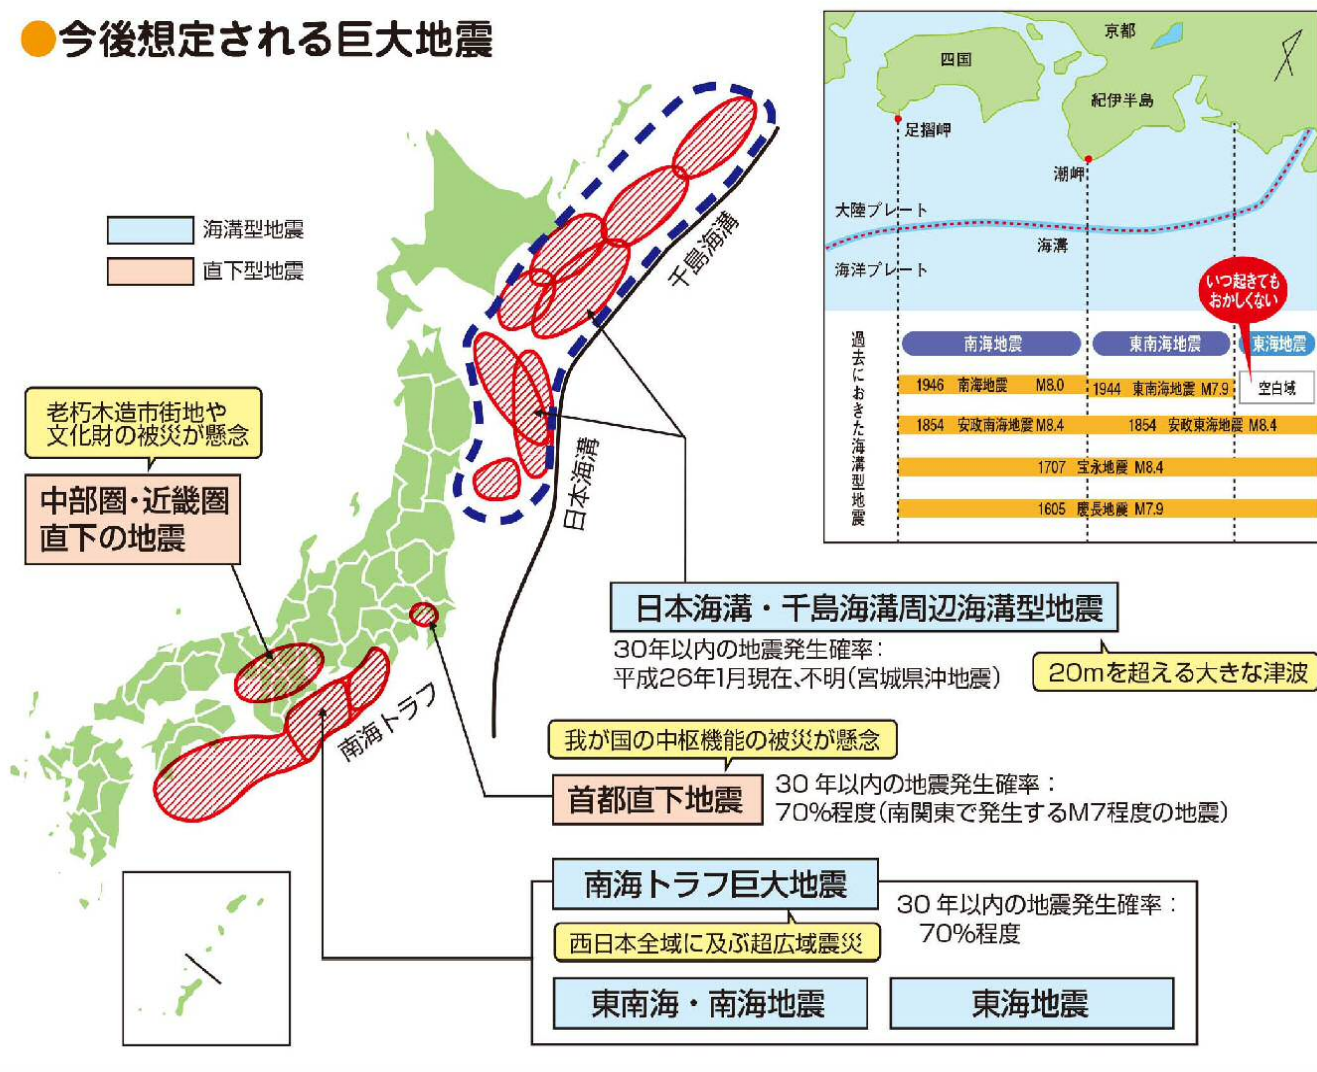 ●今後想定される巨大地震
海溝型地震
直下型地震
老朽木造市街地や
文化財の被災が懸念
中部圏・近畿圏
直下の地震
千島海溝
日本海溝
南海トラフ
日本海溝・千島海溝周辺海溝型地震
30年以内の地震発生確率：
平成26年1月現在、不明（宮城県沖地震）
20mを超える大きな津波
我が国の中枢機能の被災が懸念
首都直下地震
30年以内の地震発生確率：
70%程度（南関東で発生するM7程度の地震）
南海トラフ巨大地震
30年以内の地震発生確率：
70%程度
西日本全域に及ぶ超広域震災
東南海・南海地震
東海地震
京都
四国
紀伊半島
足摺岬
潮岬
大陸プレート
海溝
海洋プレート
いつ起きても
おかしくない
過去におきた海溝型地震
南海地震
東南海地震
東海地震
1946 南海地震 M8.0
1944 東南海地震 M7.9
空白域
1854 安政南海地震 M8.4
1854 安政東海地震 M8.4
1707 宝永地震 M8.4
1605 慶長地震 M7.9